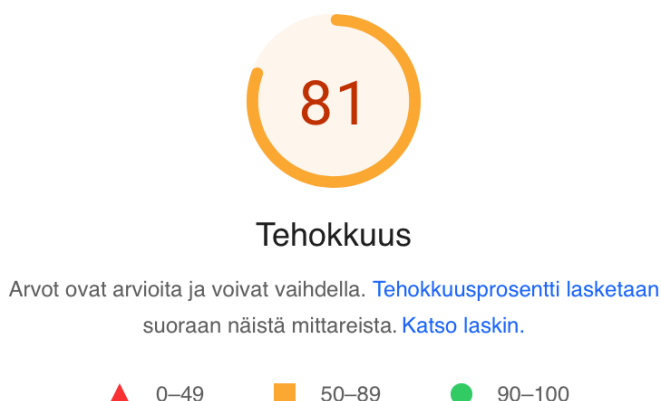 81
Tehokkuus
Arvot ovat arvioita ja voivat vaihdella. Tehokkuusprosentti lasketaan
suoraan näistä mittareista. Katso laskin.
0–49 50–89 90–100